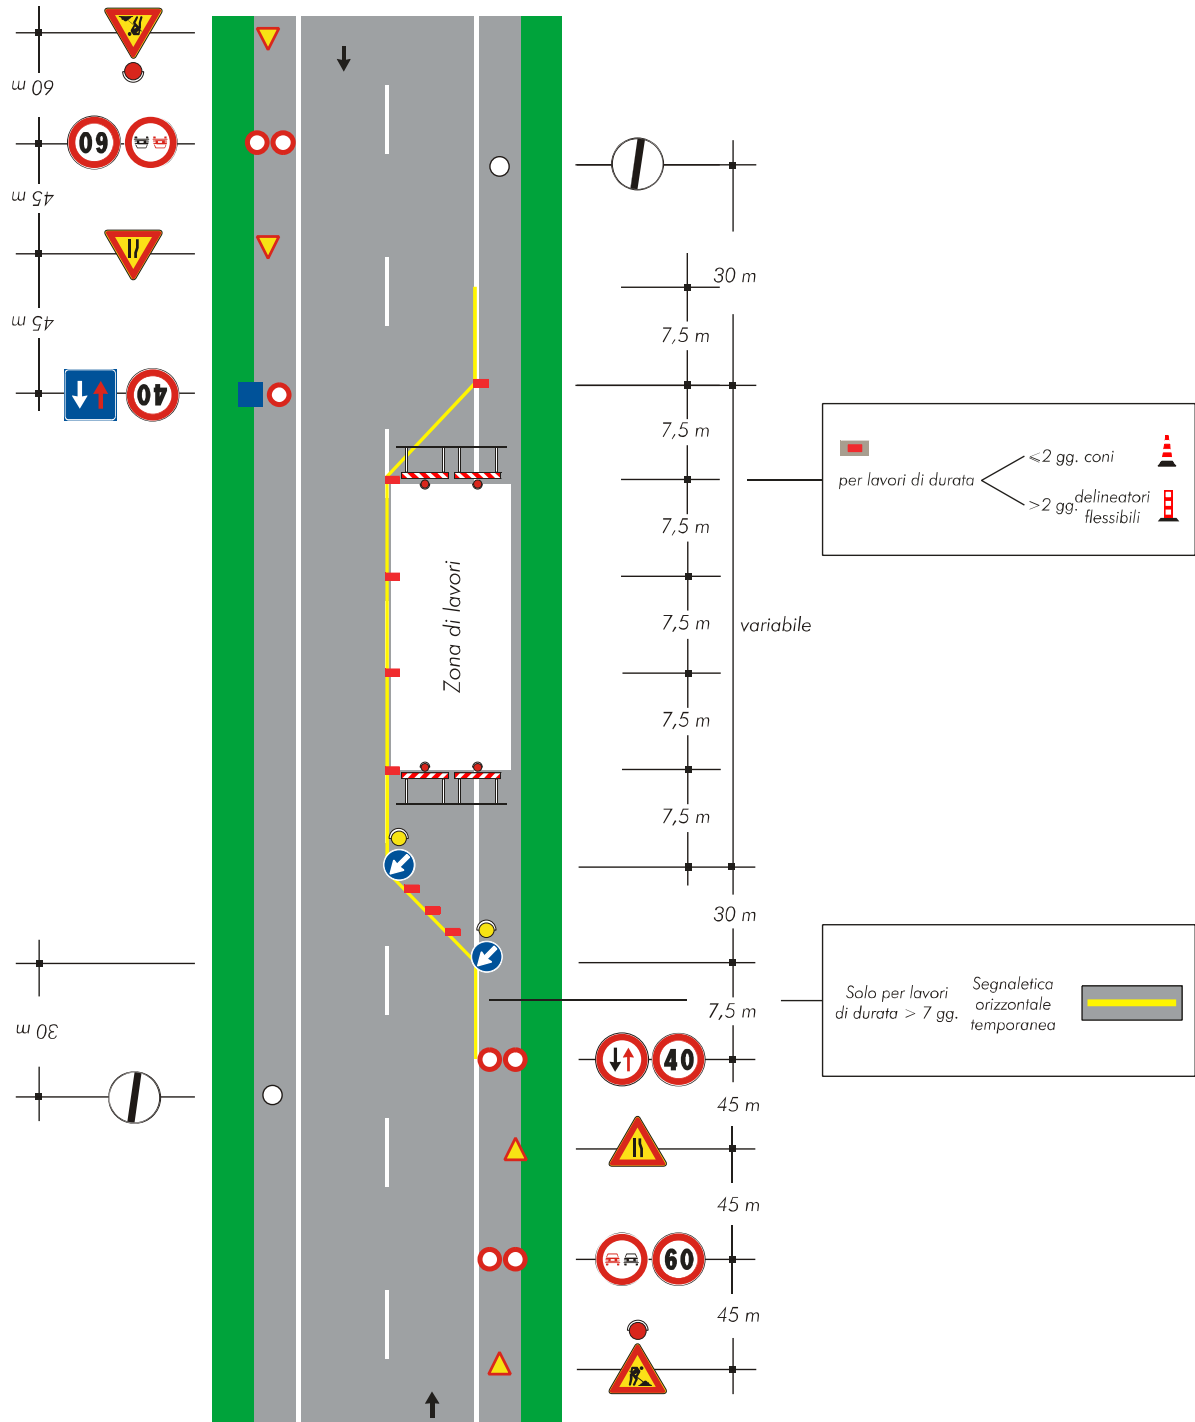 60 m
60
45 m
45 m
40
30 m
7,5 m
7,5 m
7,5 m
7,5 m
7,5 m
7,5 m
variabile
per lavori di durata
⩽2 gg. coni
>2 gg.
delineatori
flessibili
Zona di lavori
30 m
7,5 m
Solo per lavori
di durata > 7 gg.
Segnaletica
orizzontale
temporanea
30 m
40
45 m
45 m
60
45 m